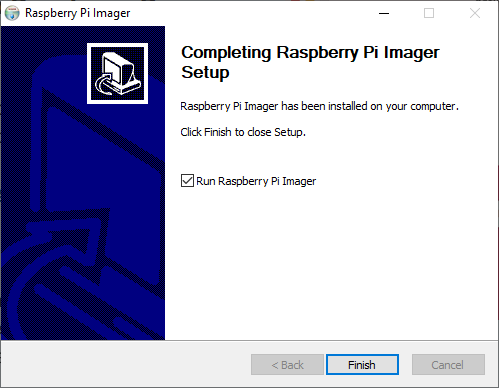 Raspberry Pi Imager
Completing Raspberry Pi Imager
Setup
Raspberry Pi Imager has been installed on your computer.
Click Finish to close Setup.
Run Raspberry Pi Imager
< Back
Finish
Cancel